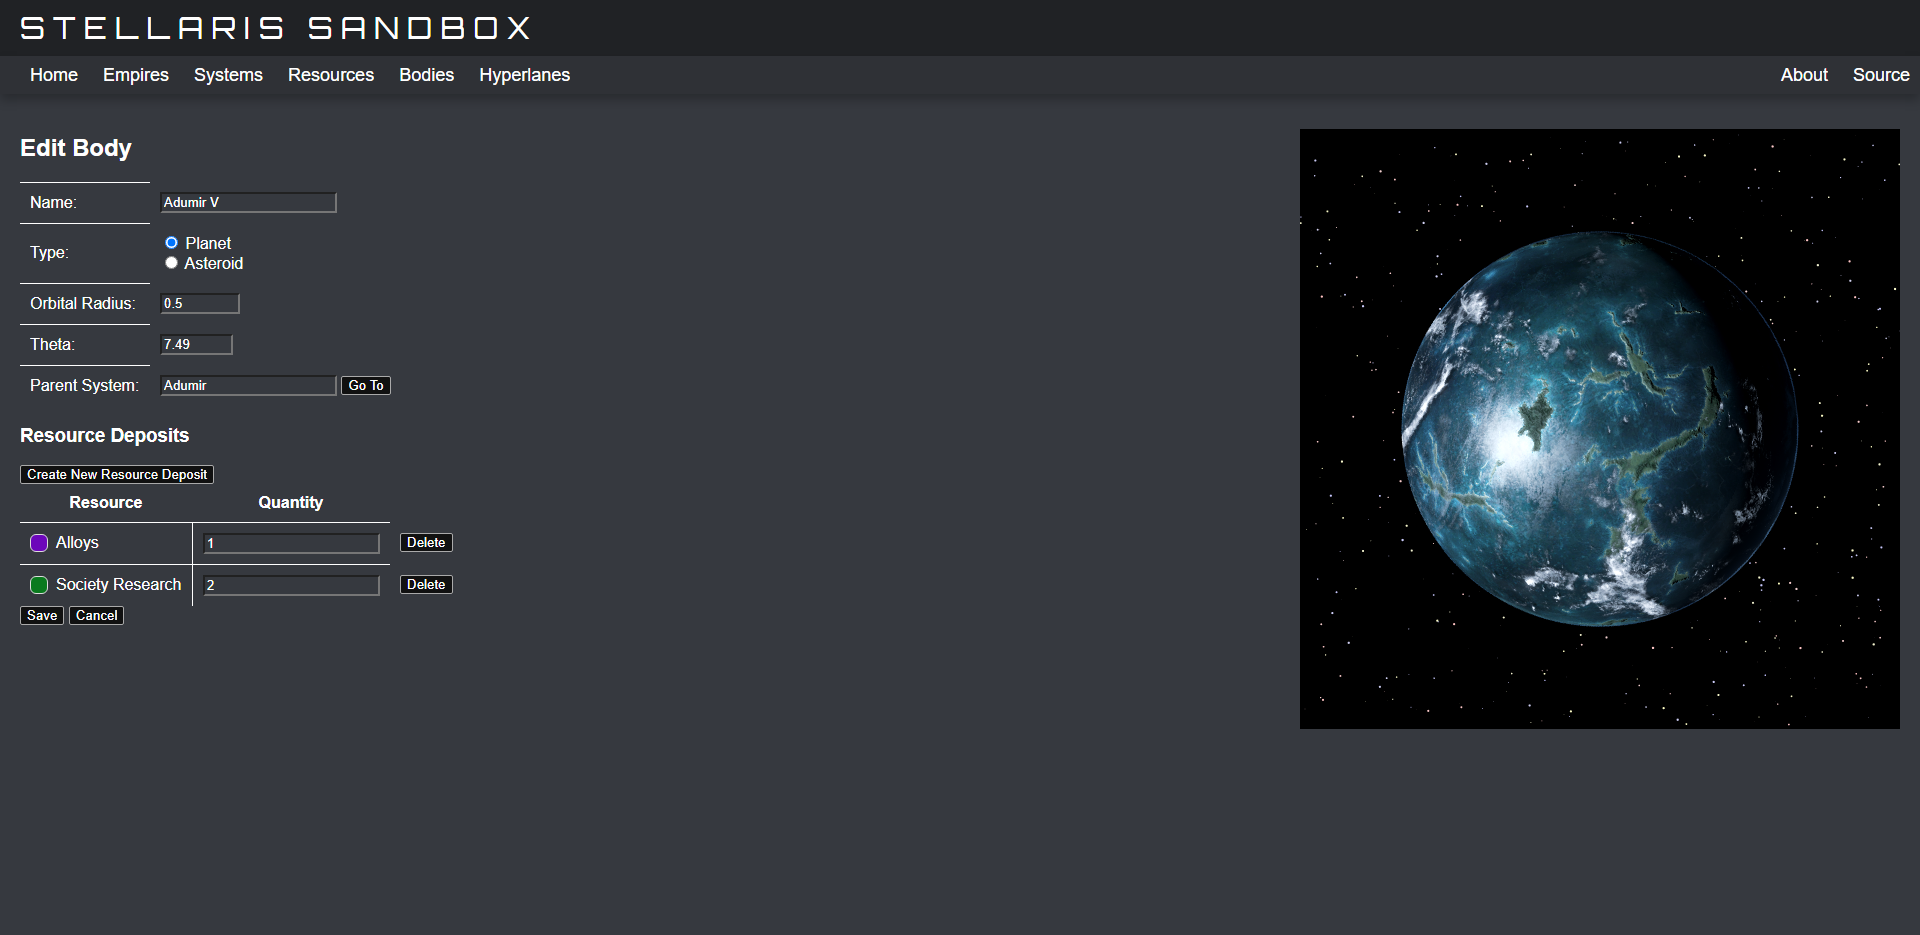 STELLARIS SANDBOX
Home Empires Systems Resources Bodies Hyperlanes About Source
Edit Body
Name: Adumir V
Type: Planet
Asteroid
Orbital Radius: 0.5
Theta: 7.49
Parent System: Adumir Go To
Resource Deposits
Create New Resource Deposit
Resource Quantity
Alloys 1 Delete
Society Research 2 Delete
Save Cancel